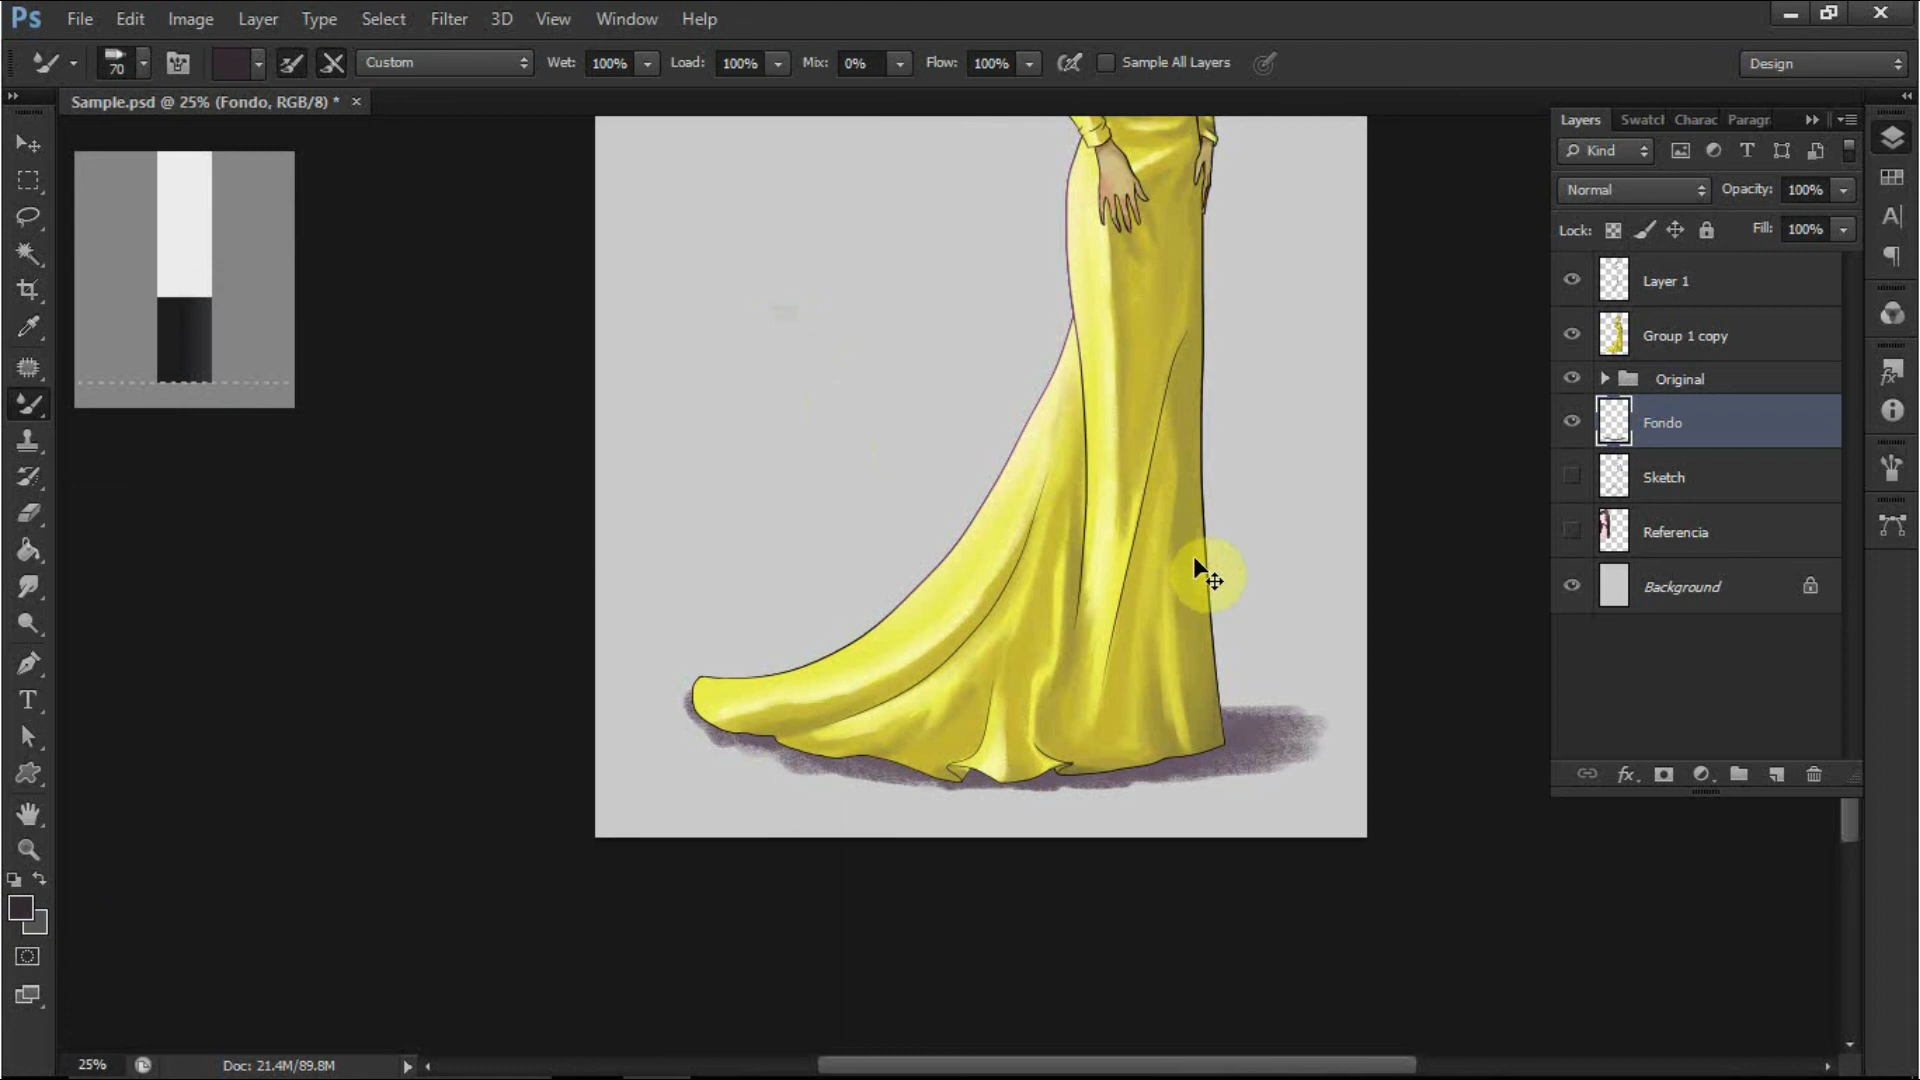 Ps File Edit Image Layer Type Select Filter 3D View Window Help
70 Custom Wet: 100% Load: 100% Mix: 0% Flow: 100% Sample All Layers Design
Sample.psd @ 25% (Fondo, RGB/8) * ×
Layers Swatch Charac Paragr
Kind
Normal Opacity: 100%
Lock: Fill: 100%
Layer 1
Group 1 copy
Original
Fondo
Sketch
Referencia
Background
25% Doc: 21.4M/89.8M